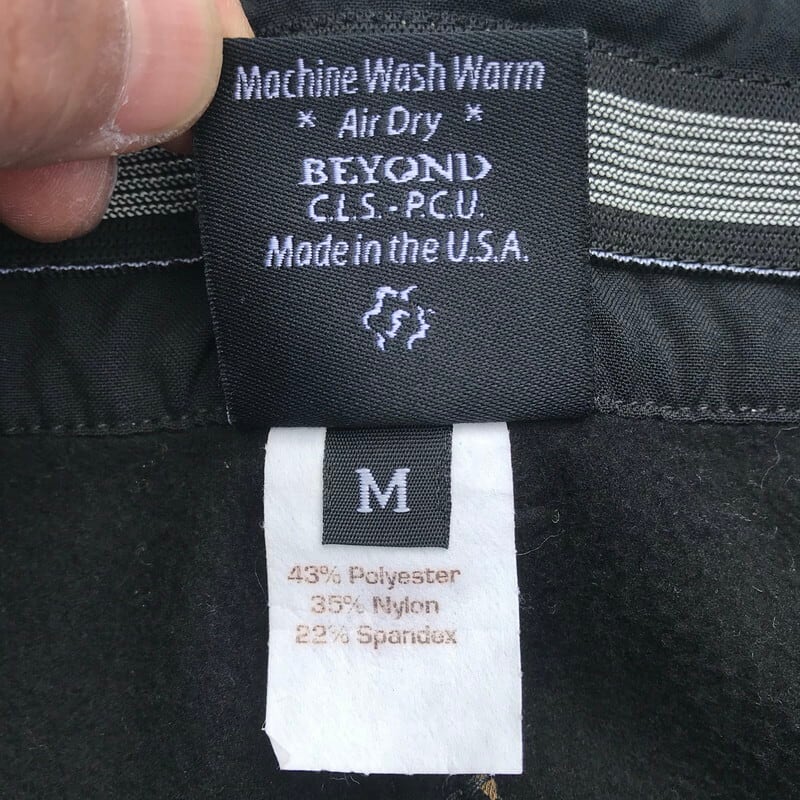 Machine Wash Warm
* Air Dry *
BEYOND
C.L.S. - P.C.U.
Made in the U.S.A.
M
43% Polyester
35% Nylon
22% Spandex